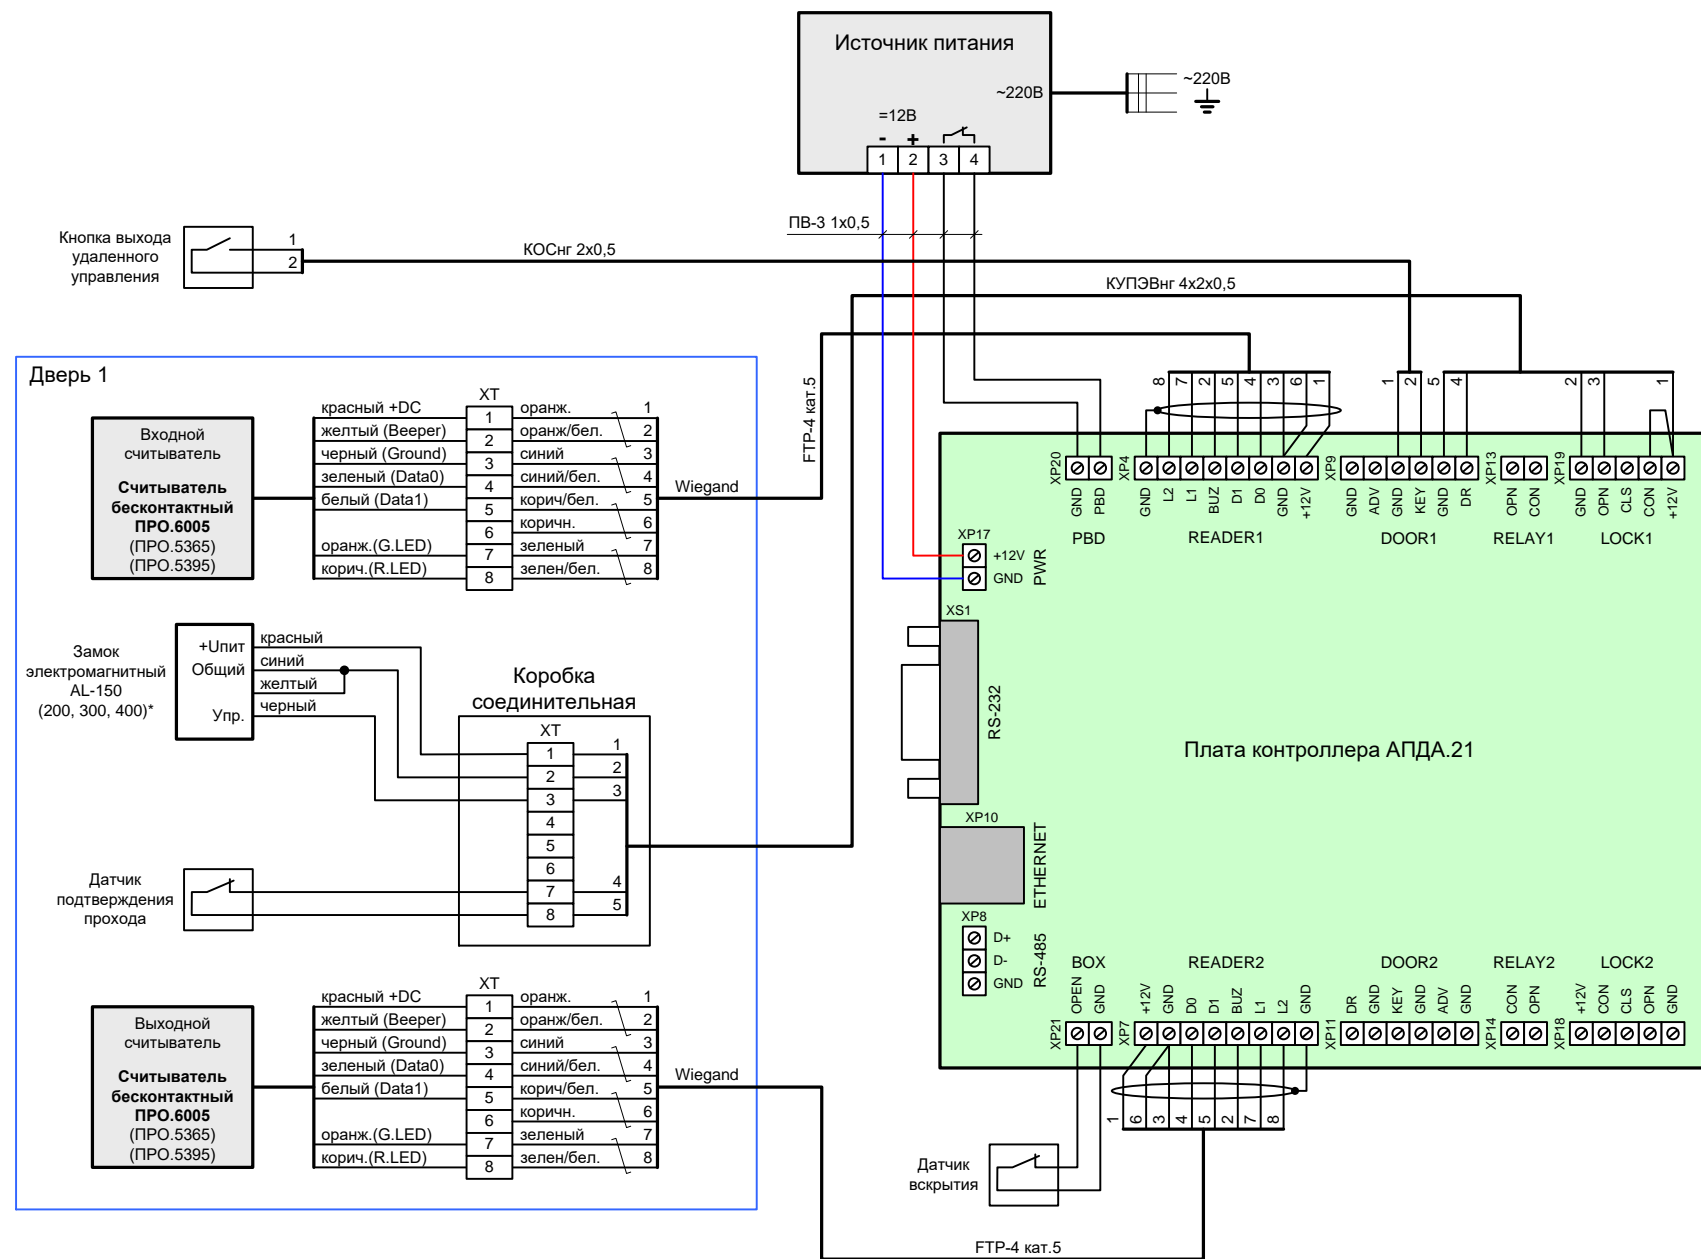 Источник питания
~220В
~220В
=12В
- +
1 2 3 4
ПВ-3 1x0,5
Кнопка выхода
удаленного
управления
1
2
КОСнг 2x0,5
КУПЭВнг 4x2x0,5
FTP-4 кат.5
Дверь 1
Входной
считыватель
Считыватель
бесконтактный
ПРО.6005
(ПРО.5365)
(ПРО.5395)
XT
красный +DC 1 оранж. 1
желтый (Beeper) 2 оранж/бел. 2
черный (Ground) 3 синий 3
зеленый (Data0) 4 синий/бел. 4
белый (Data1) 5 корич/бел. 5
6 коричн. 6
оранж.(G.LED) 7 зеленый 7
корич.(R.LED) 8 зелен/бел. 8
Wiegand
Замок
электромагнитный
AL-150
(200, 300, 400)*
+Uпит
Общий
Упр.
красный
синий
желтый
черный
Коробка
соединительная
XT
1 1
2 2
3 3
4
5
6
7 4
8 5
Датчик
подтверждения
прохода
Выходной
считыватель
Считыватель
бесконтактный
ПРО.6005
(ПРО.5365)
(ПРО.5395)
XT
красный +DC 1 оранж. 1
желтый (Beeper) 2 оранж/бел. 2
черный (Ground) 3 синий 3
зеленый (Data0) 4 синий/бел. 4
белый (Data1) 5 корич/бел. 5
6 коричн. 6
оранж.(G.LED) 7 зеленый 7
корич.(R.LED) 8 зелен/бел. 8
Wiegand
8 7 2 5 4 3 6 1
1 2 5 4
2 3 1
XP20
GND PBD
PBD
XP4
GND L2 L1 BUZ D1 D0 GND +12V
READER1
XP9
GND ADV GND KEY GND DR
DOOR1
XP13
OPN CON
RELAY1
XP19
GND OPN CLS CON +12V
LOCK1
XP17
+12V
GND
PWR
XS1
RS-232
Плата контроллера АПДА.21
XP10
ETHERNET
XP8
D+
D-
GND
RS-485
BOX
OPEN GND
XP21
READER2
+12V GND D0 D1 BUZ L1 L2 GND
XP7
DOOR2
DR GND KEY GND ADV GND
XP11
RELAY2
CON OPN
XP14
LOCK2
+12V CON CLS OPN GND
XP18
1 6 3 4 5 2 7 8
Датчик
вскрытия
FTP-4 кат.5